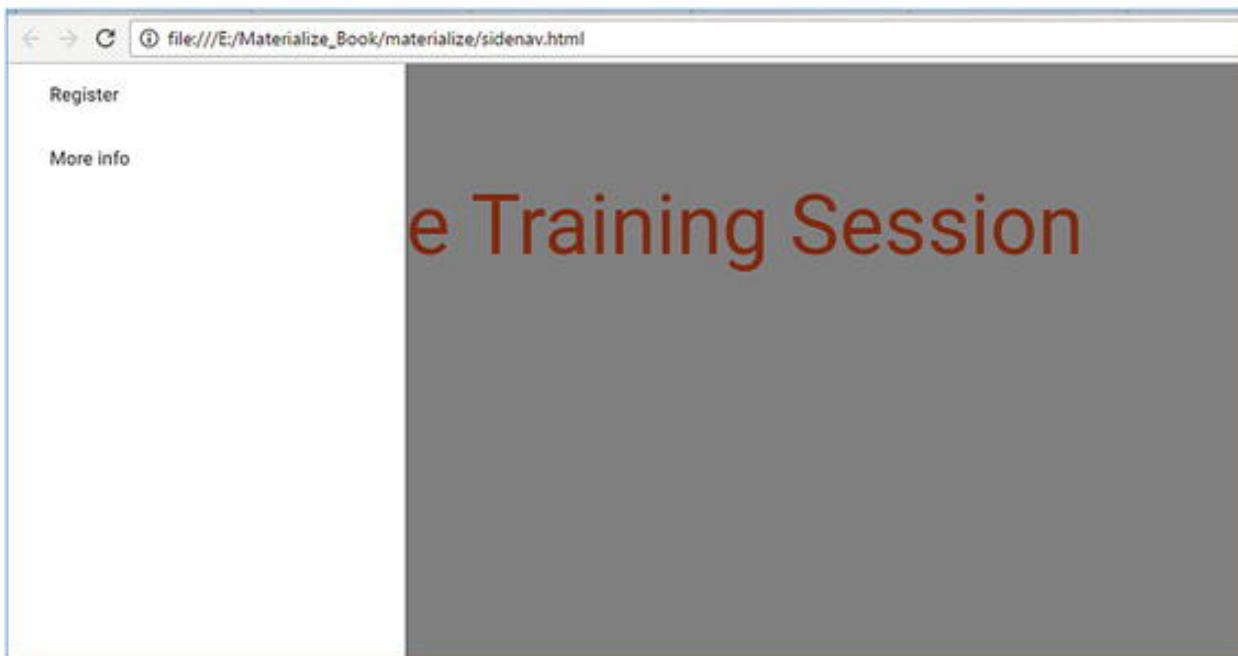 file:///E:/Materialize_Book/materialize/sidenav.html
Register
More info
e Training Session